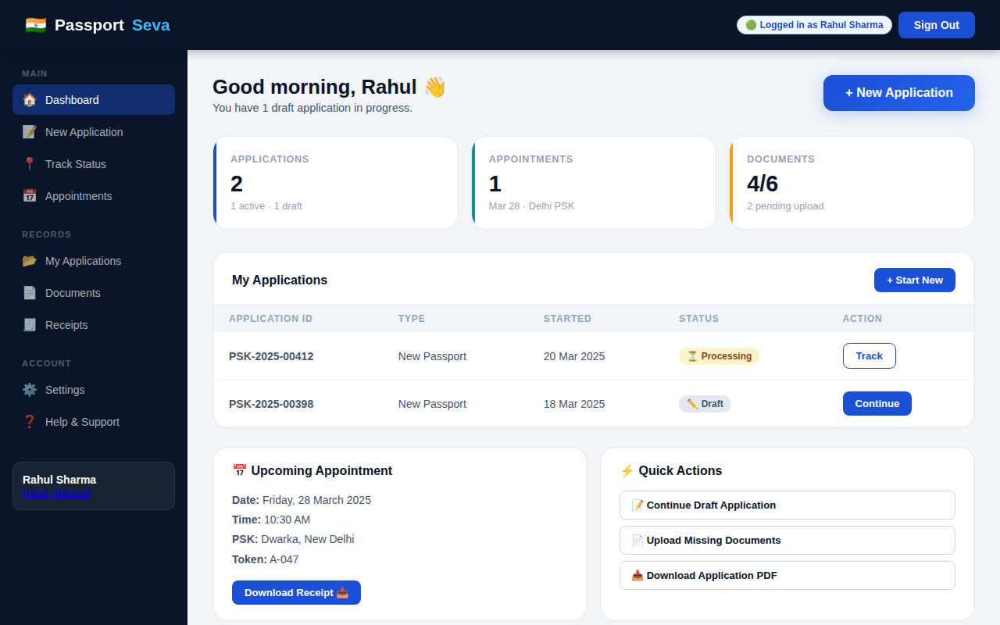 🇮🇳 Passport Seva
🟢 Logged in as Rahul Sharma
Sign Out
MAIN
🏠 Dashboard
📝 New Application
📍 Track Status
📅 Appointments
RECORDS
📂 My Applications
📄 Documents
🧾 Receipts
ACCOUNT
⚙️ Settings
❓ Help & Support
Rahul Sharma
[email protected]
Good morning, Rahul 👋
You have 1 draft application in progress.
+ New Application
APPLICATIONS
2
1 active · 1 draft
APPOINTMENTS
1
Mar 28 · Delhi PSK
DOCUMENTS
4/6
2 pending upload
My Applications
+ Start New
APPLICATION ID TYPE STARTED STATUS ACTION
PSK-2025-00412 New Passport 20 Mar 2025 ⏳ Processing Track
PSK-2025-00398 New Passport 18 Mar 2025 ✏️ Draft Continue
📅 Upcoming Appointment
Date: Friday, 28 March 2025
Time: 10:30 AM
PSK: Dwarka, New Delhi
Token: A-047
Download Receipt 📥
⚡ Quick Actions
📝 Continue Draft Application
📄 Upload Missing Documents
📥 Download Application PDF